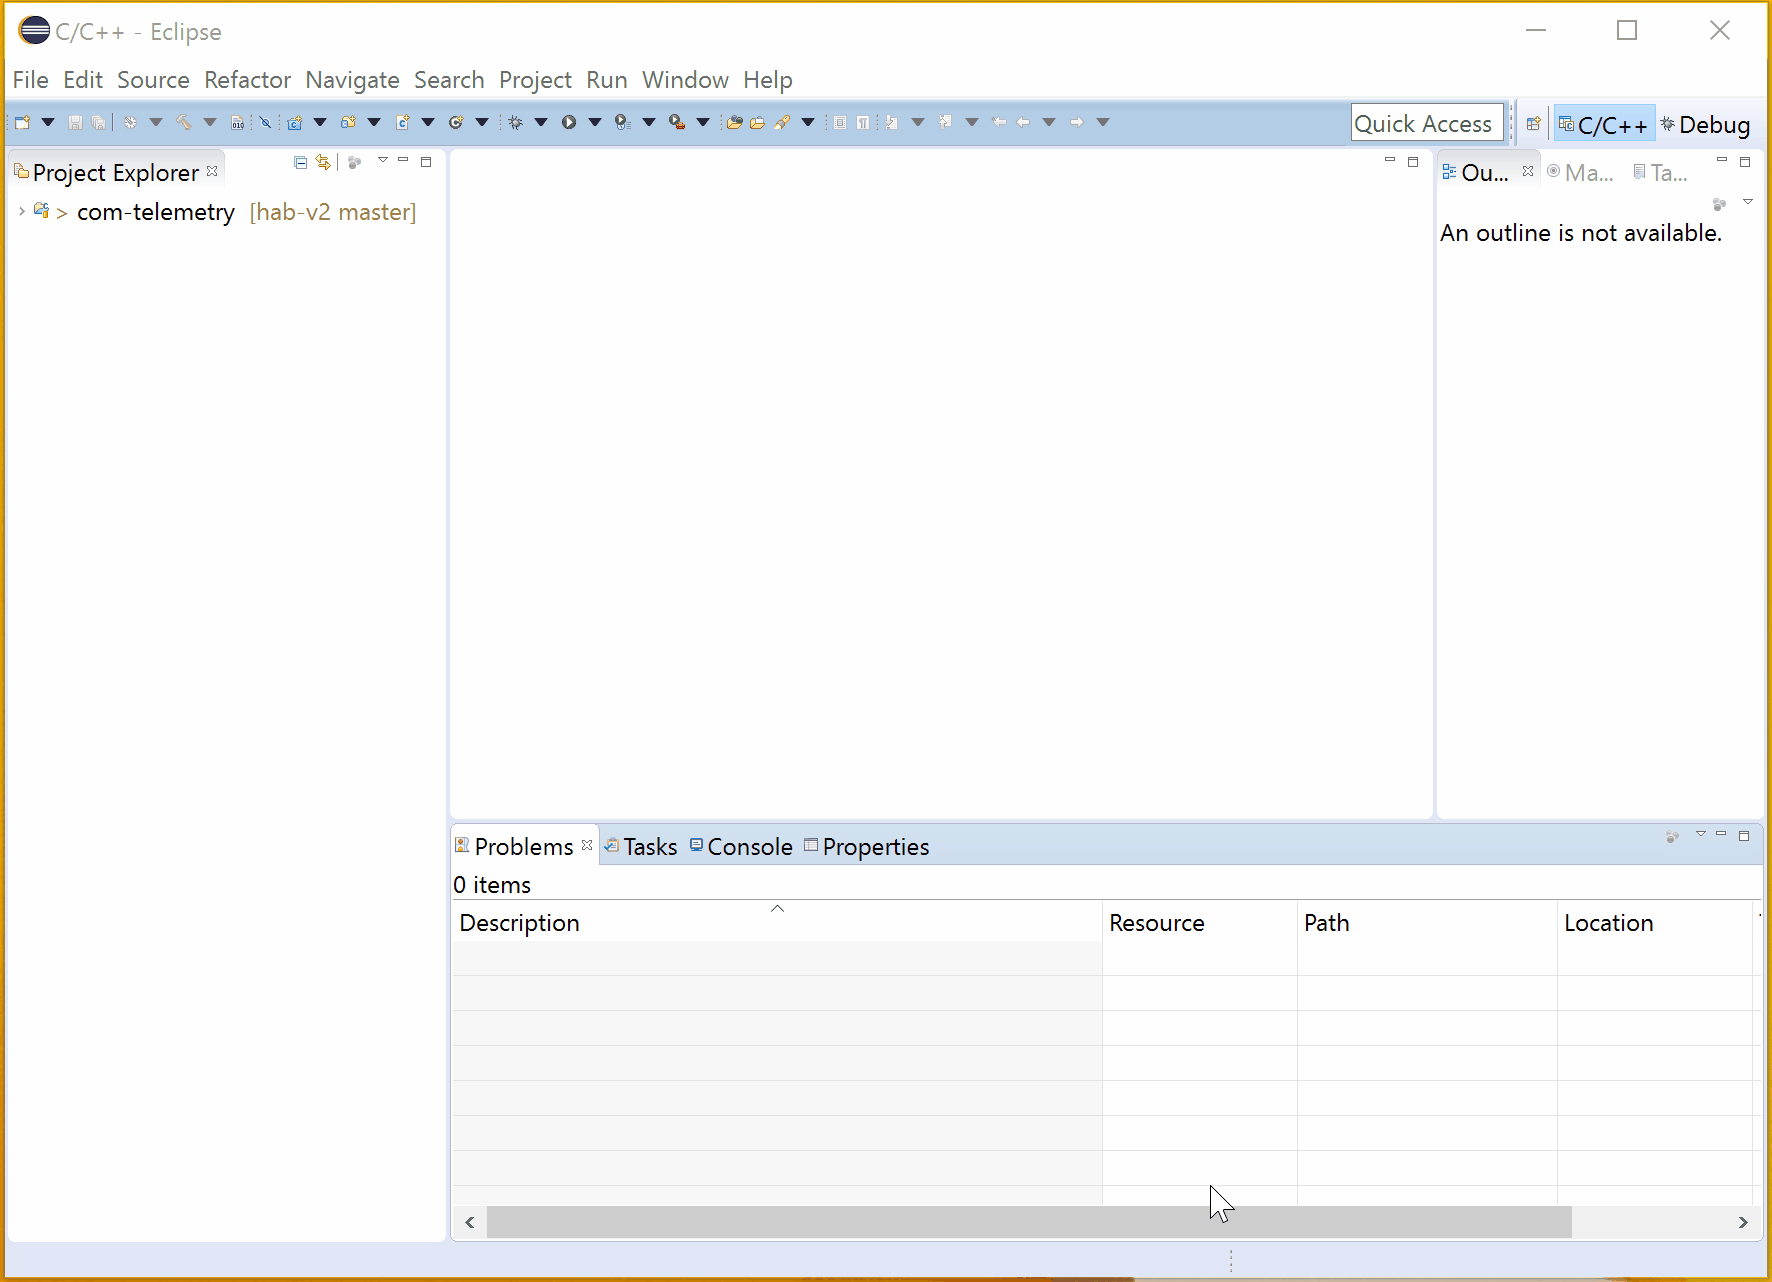 C/C++ - Eclipse
File Edit Source Refactor Navigate Search Project Run Window Help
Quick Access
C/C++
Debug
Project Explorer
> com-telemetry [hab-v2 master]
Ou...
Ma...
Ta...
An outline is not available.
Problems
Tasks
Console
Properties
0 items
Description
Resource
Path
Location